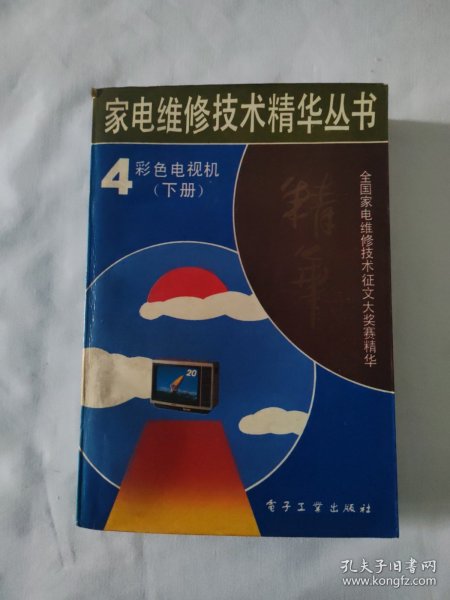 家电维修技术精华丛书
4 彩色电视机
(下册)
精华
全国家电维修技术征文大奖赛精华
20
電子工業出版社
孔夫子旧书网
www.kongfz.com